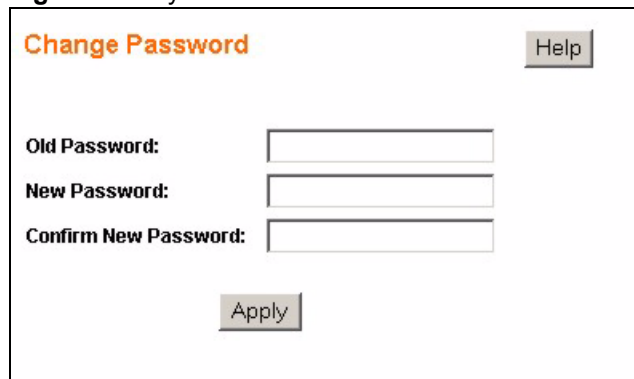 Change Password
Help
Old Password:
New Password:
Confirm New Password:
Apply